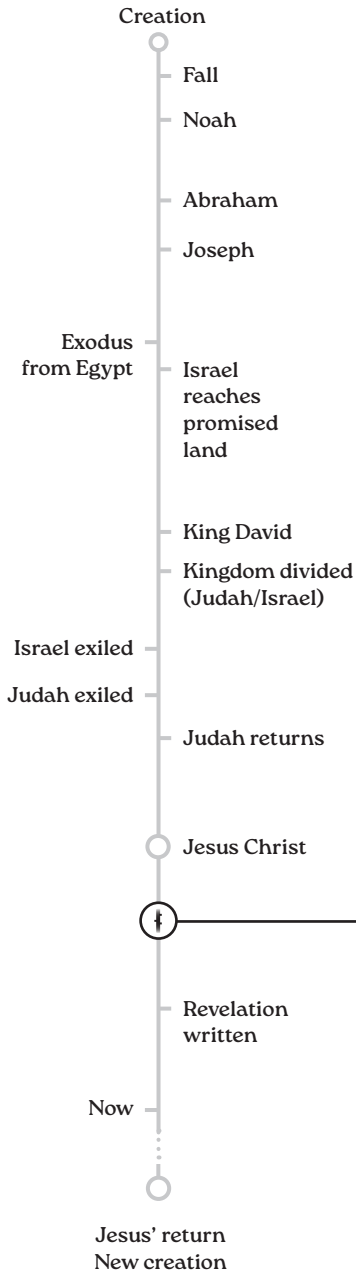 Creation
Fall
Noah
Abraham
Joseph
Exodus
from Egypt
Israel
reaches
promised
land
King David
Kingdom divided
(Judah/Israel)
Israel exiled
Judah exiled
Judah returns
Jesus Christ
Revelation
written
Now
Jesus’ return
New creation